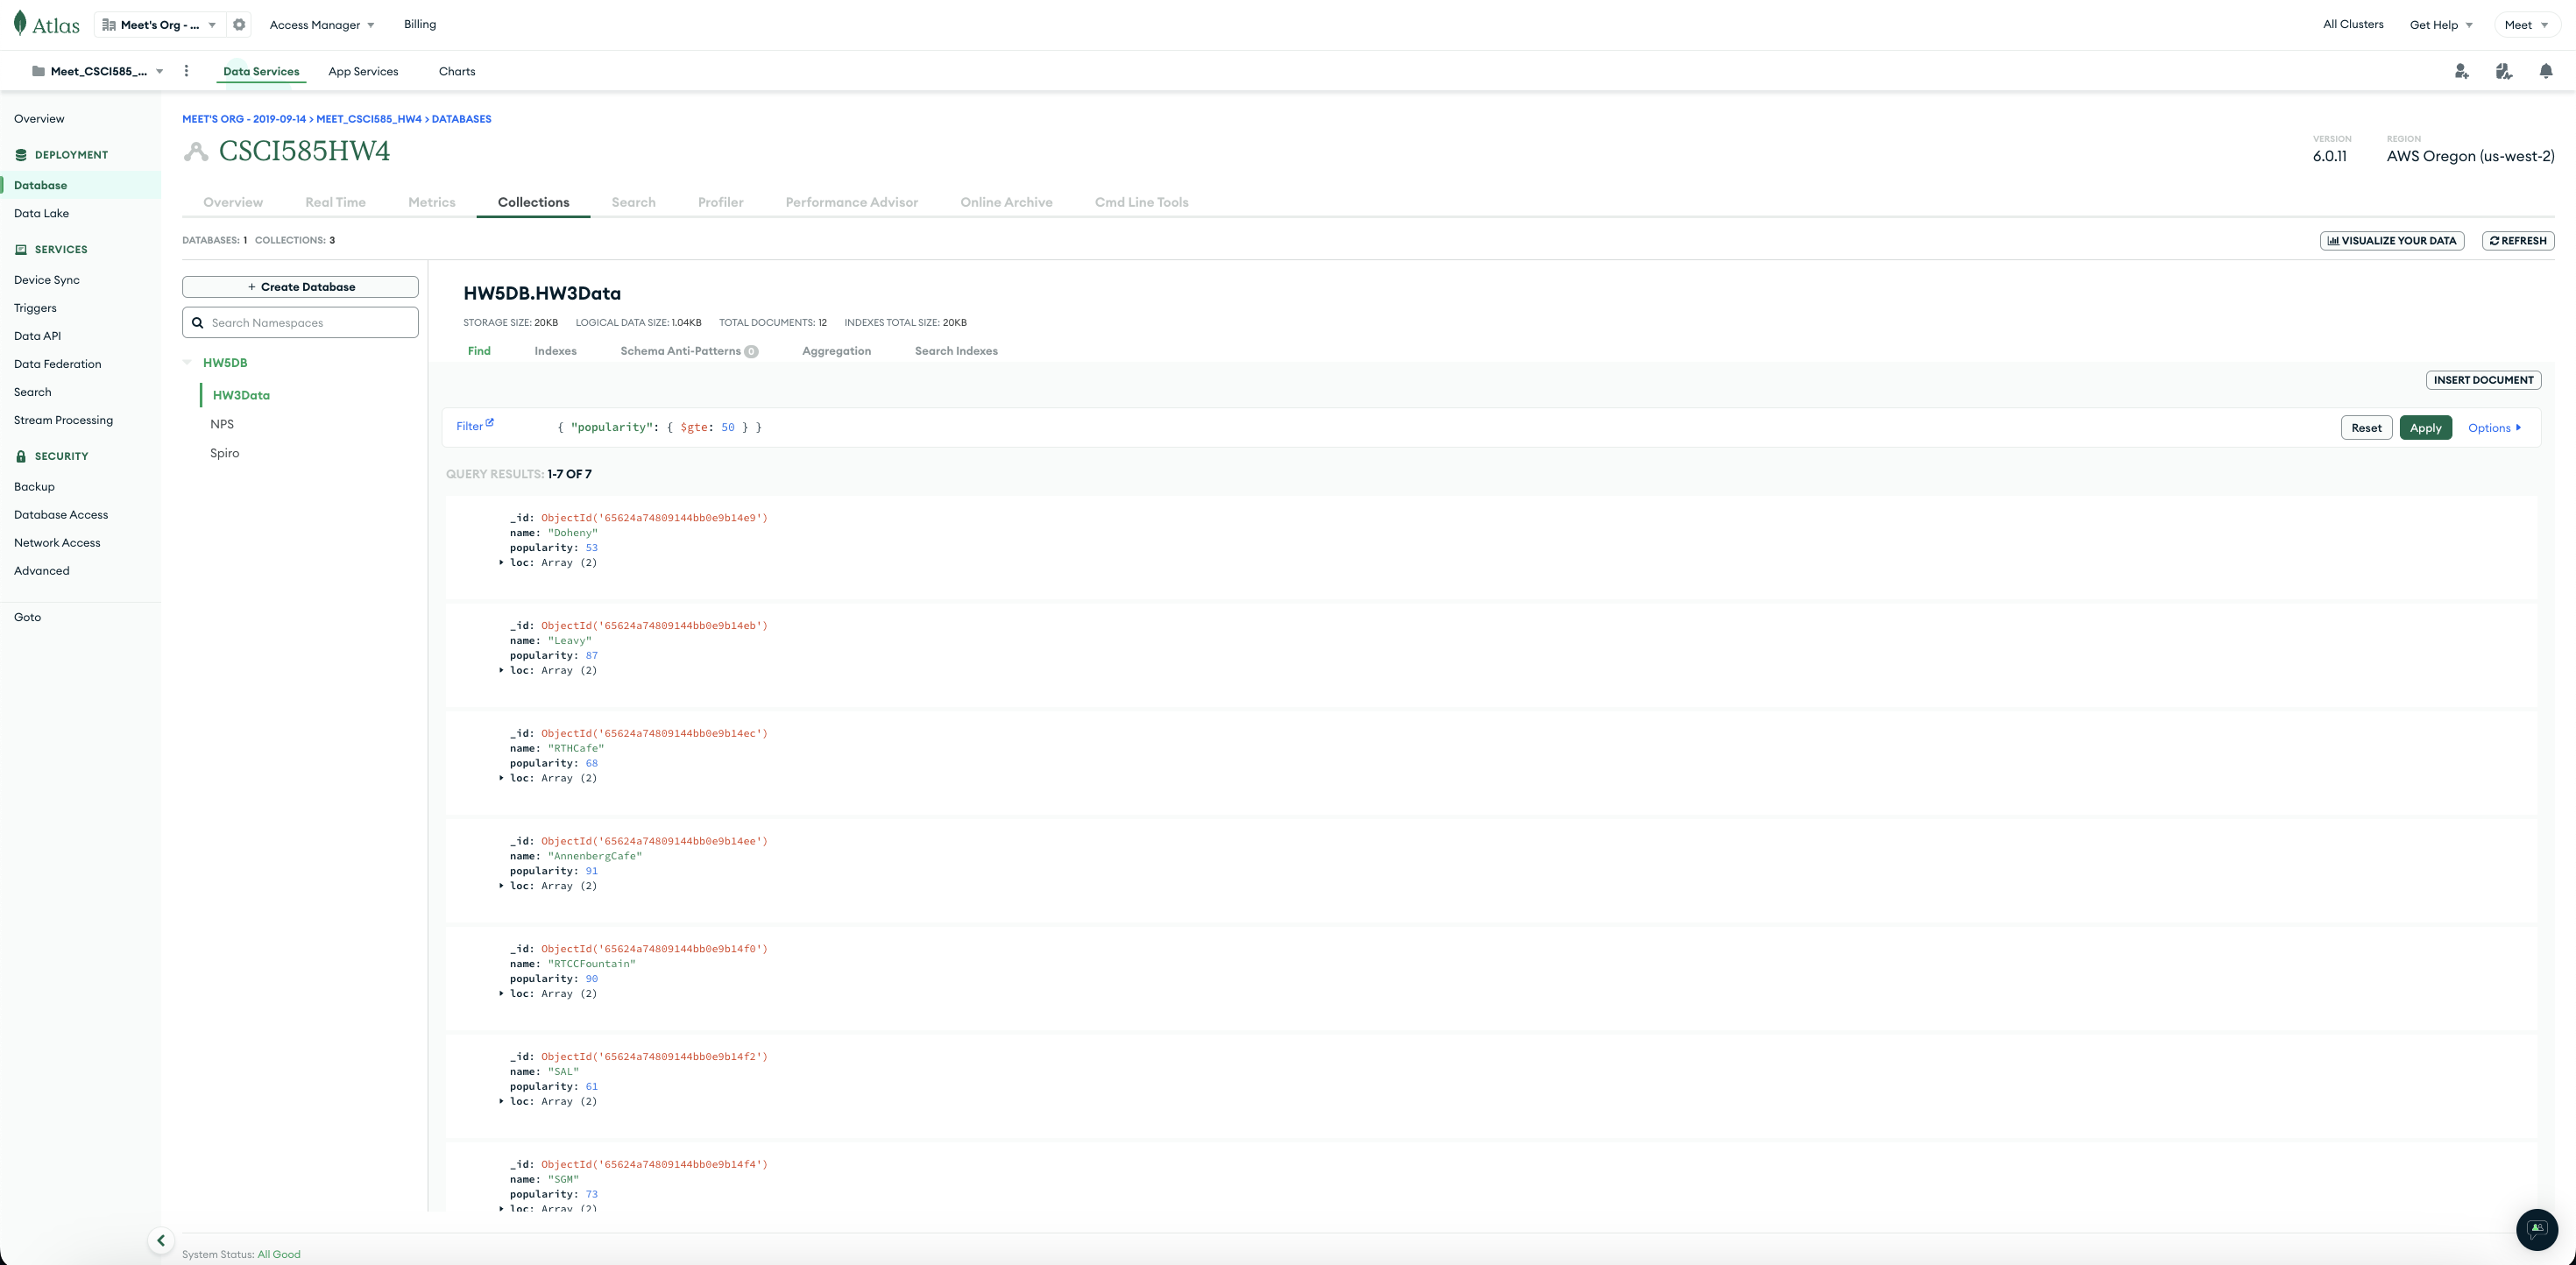 Atlas
Meet's Org - ...
Access Manager
Billing
All Clusters
Get Help
Meet
Meet_CSCI585_...
Data Services
App Services
Charts
Overview
DEPLOYMENT
Database
Data Lake
SERVICES
Device Sync
Triggers
Data API
Data Federation
Search
Stream Processing
SECURITY
Backup
Database Access
Network Access
Advanced
Goto
MEET'S ORG - 2019-09-14 > MEET_CSCI585_HW4 > DATABASES
CSCI585HW4
VERSION
6.0.11
REGION
AWS Oregon (us-west-2)
Overview
Real Time
Metrics
Collections
Search
Profiler
Performance Advisor
Online Archive
Cmd Line Tools
DATABASES: 1 COLLECTIONS: 3
VISUALIZE YOUR DATA
REFRESH
+ Create Database
Search Namespaces
HW5DB
HW3Data
NPS
Spiro
HW5DB.HW3Data
STORAGE SIZE: 20KB LOGICAL DATA SIZE: 1.04KB TOTAL DOCUMENTS: 12 INDEXES TOTAL SIZE: 20KB
Find
Indexes
Schema Anti-Patterns 0
Aggregation
Search Indexes
INSERT DOCUMENT
Filter
{ "popularity": { $gte: 50 } }
Reset
Apply
Options
QUERY RESULTS: 1-7 OF 7
_id: ObjectId('65624a74809144bb0e9b14e9')
name: "Doheny"
popularity: 53
loc: Array (2)
_id: ObjectId('65624a74809144bb0e9b14eb')
name: "Leavy"
popularity: 87
loc: Array (2)
_id: ObjectId('65624a74809144bb0e9b14ec')
name: "RTHCafe"
popularity: 68
loc: Array (2)
_id: ObjectId('65624a74809144bb0e9b14ee')
name: "AnnenbergCafe"
popularity: 91
loc: Array (2)
_id: ObjectId('65624a74809144bb0e9b14f0')
name: "RTCCFountain"
popularity: 90
loc: Array (2)
_id: ObjectId('65624a74809144bb0e9b14f2')
name: "SAL"
popularity: 61
loc: Array (2)
_id: ObjectId('65624a74809144bb0e9b14f4')
name: "SGM"
popularity: 73
loc: Array (2)
System Status: All Good